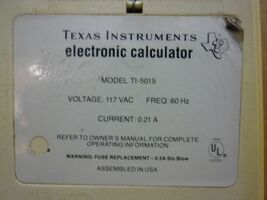 TEXAS INSTRUMENTS
electronic calculator
MODEL TI-5015
VOLTAGE: 117 VAC FREQ: 60 Hz
CURRENT: 0.21 A
REFER TO OWNER'S MANUAL FOR COMPLETE
OPERATING INFORMATION
WARNING: FUSE REPLACEMENT-0.5A Slo Blow
ASSEMBLED IN USA
UL